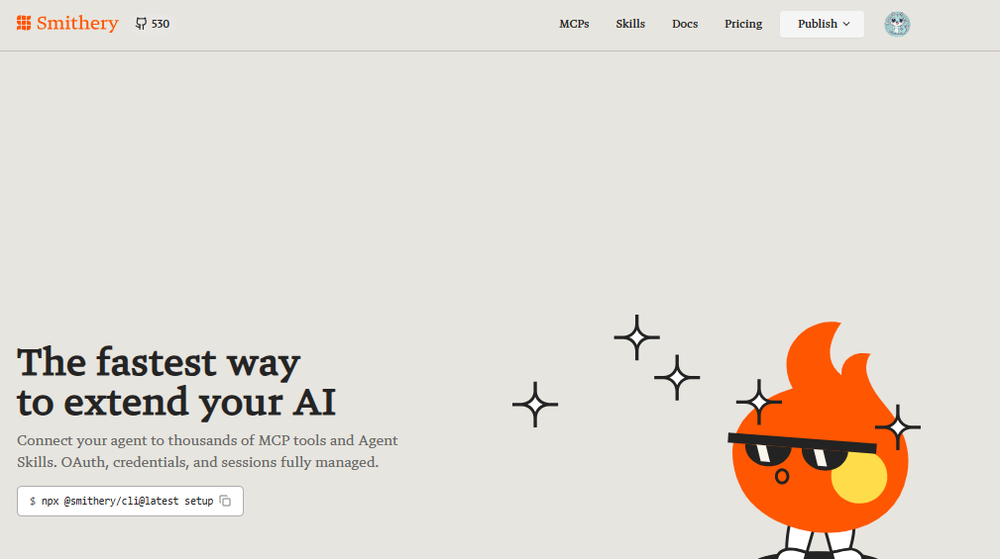 Smithery
530
MCPs
Skills
Docs
Pricing
Publish
The fastest way
to extend your AI
Connect your agent to thousands of MCP tools and Agent
Skills. OAuth, credentials, and sessions fully managed.
$ npx @smithery/cli@latest setup